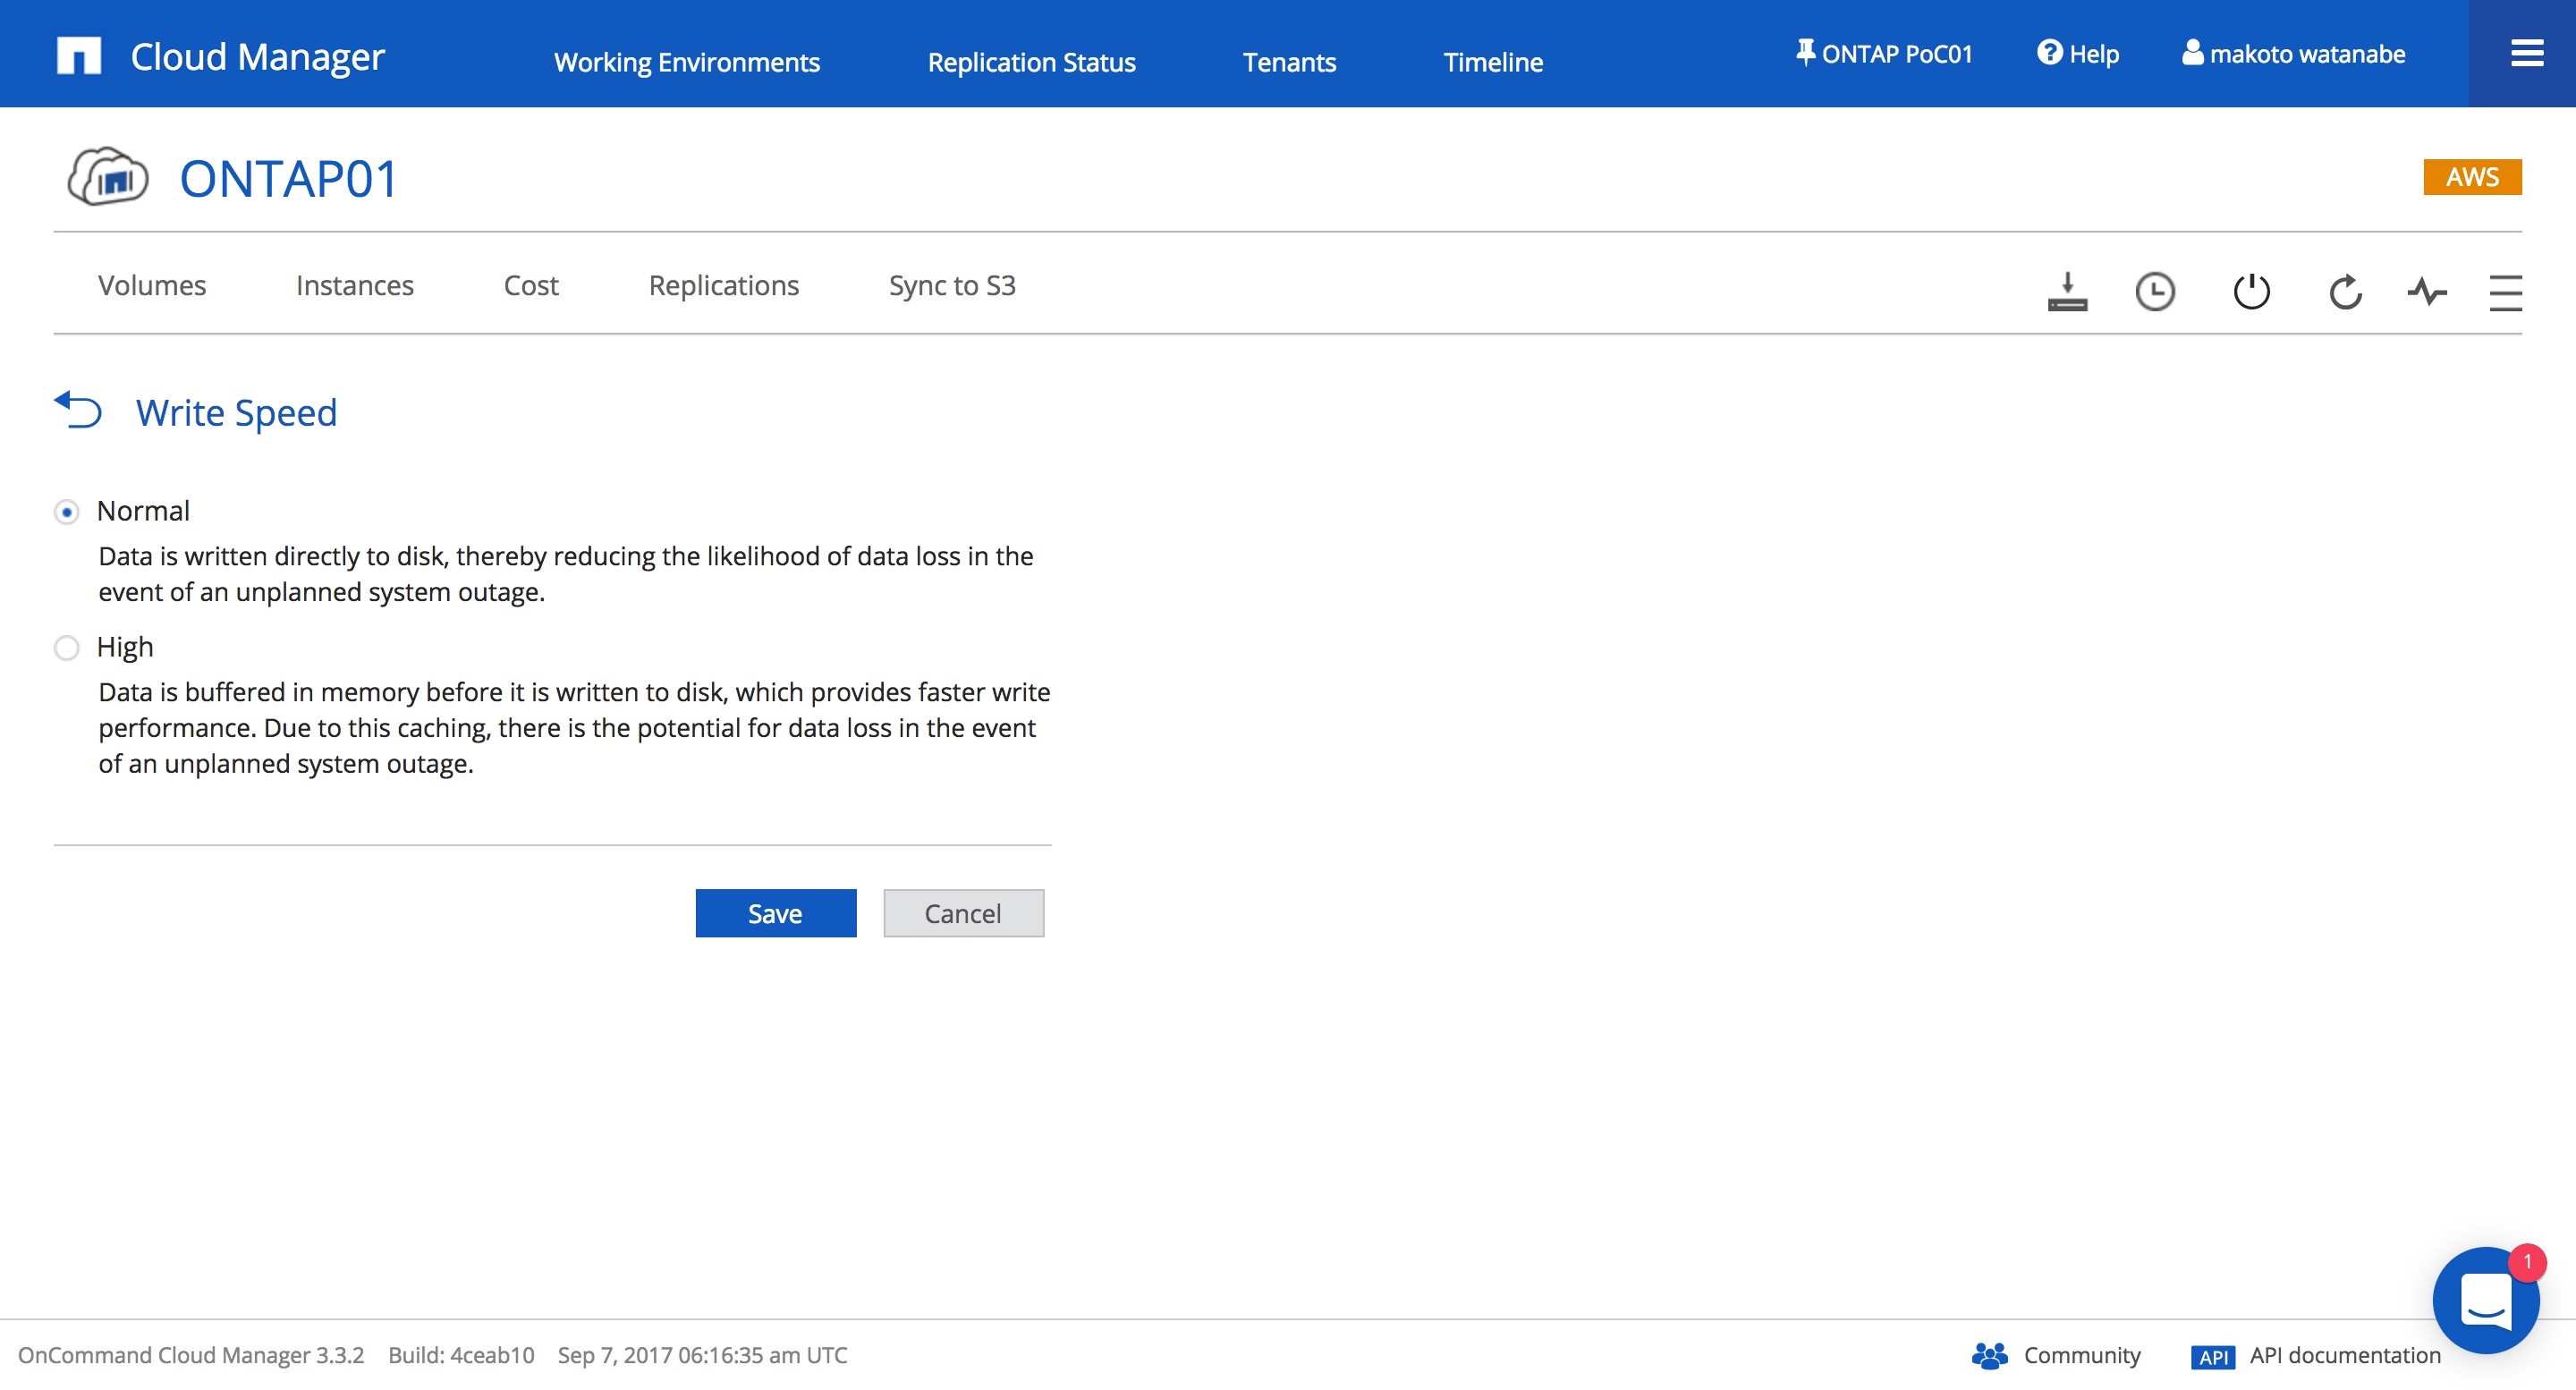 Cloud Manager
Working Environments
Replication Status
Tenants
Timeline
ONTAP PoC01
Help
makoto watanabe
ONTAP01
AWS
Volumes
Instances
Cost
Replications
Sync to S3
Write Speed
Normal
Data is written directly to disk, thereby reducing the likelihood of data loss in the
event of an unplanned system outage.
High
Data is buffered in memory before it is written to disk, which provides faster write
performance. Due to this caching, there is the potential for data loss in the event
of an unplanned system outage.
Save
Cancel
1
OnCommand Cloud Manager 3.3.2
Build: 4ceab10
Sep 7, 2017 06:16:35 am UTC
Community
API
API documentation